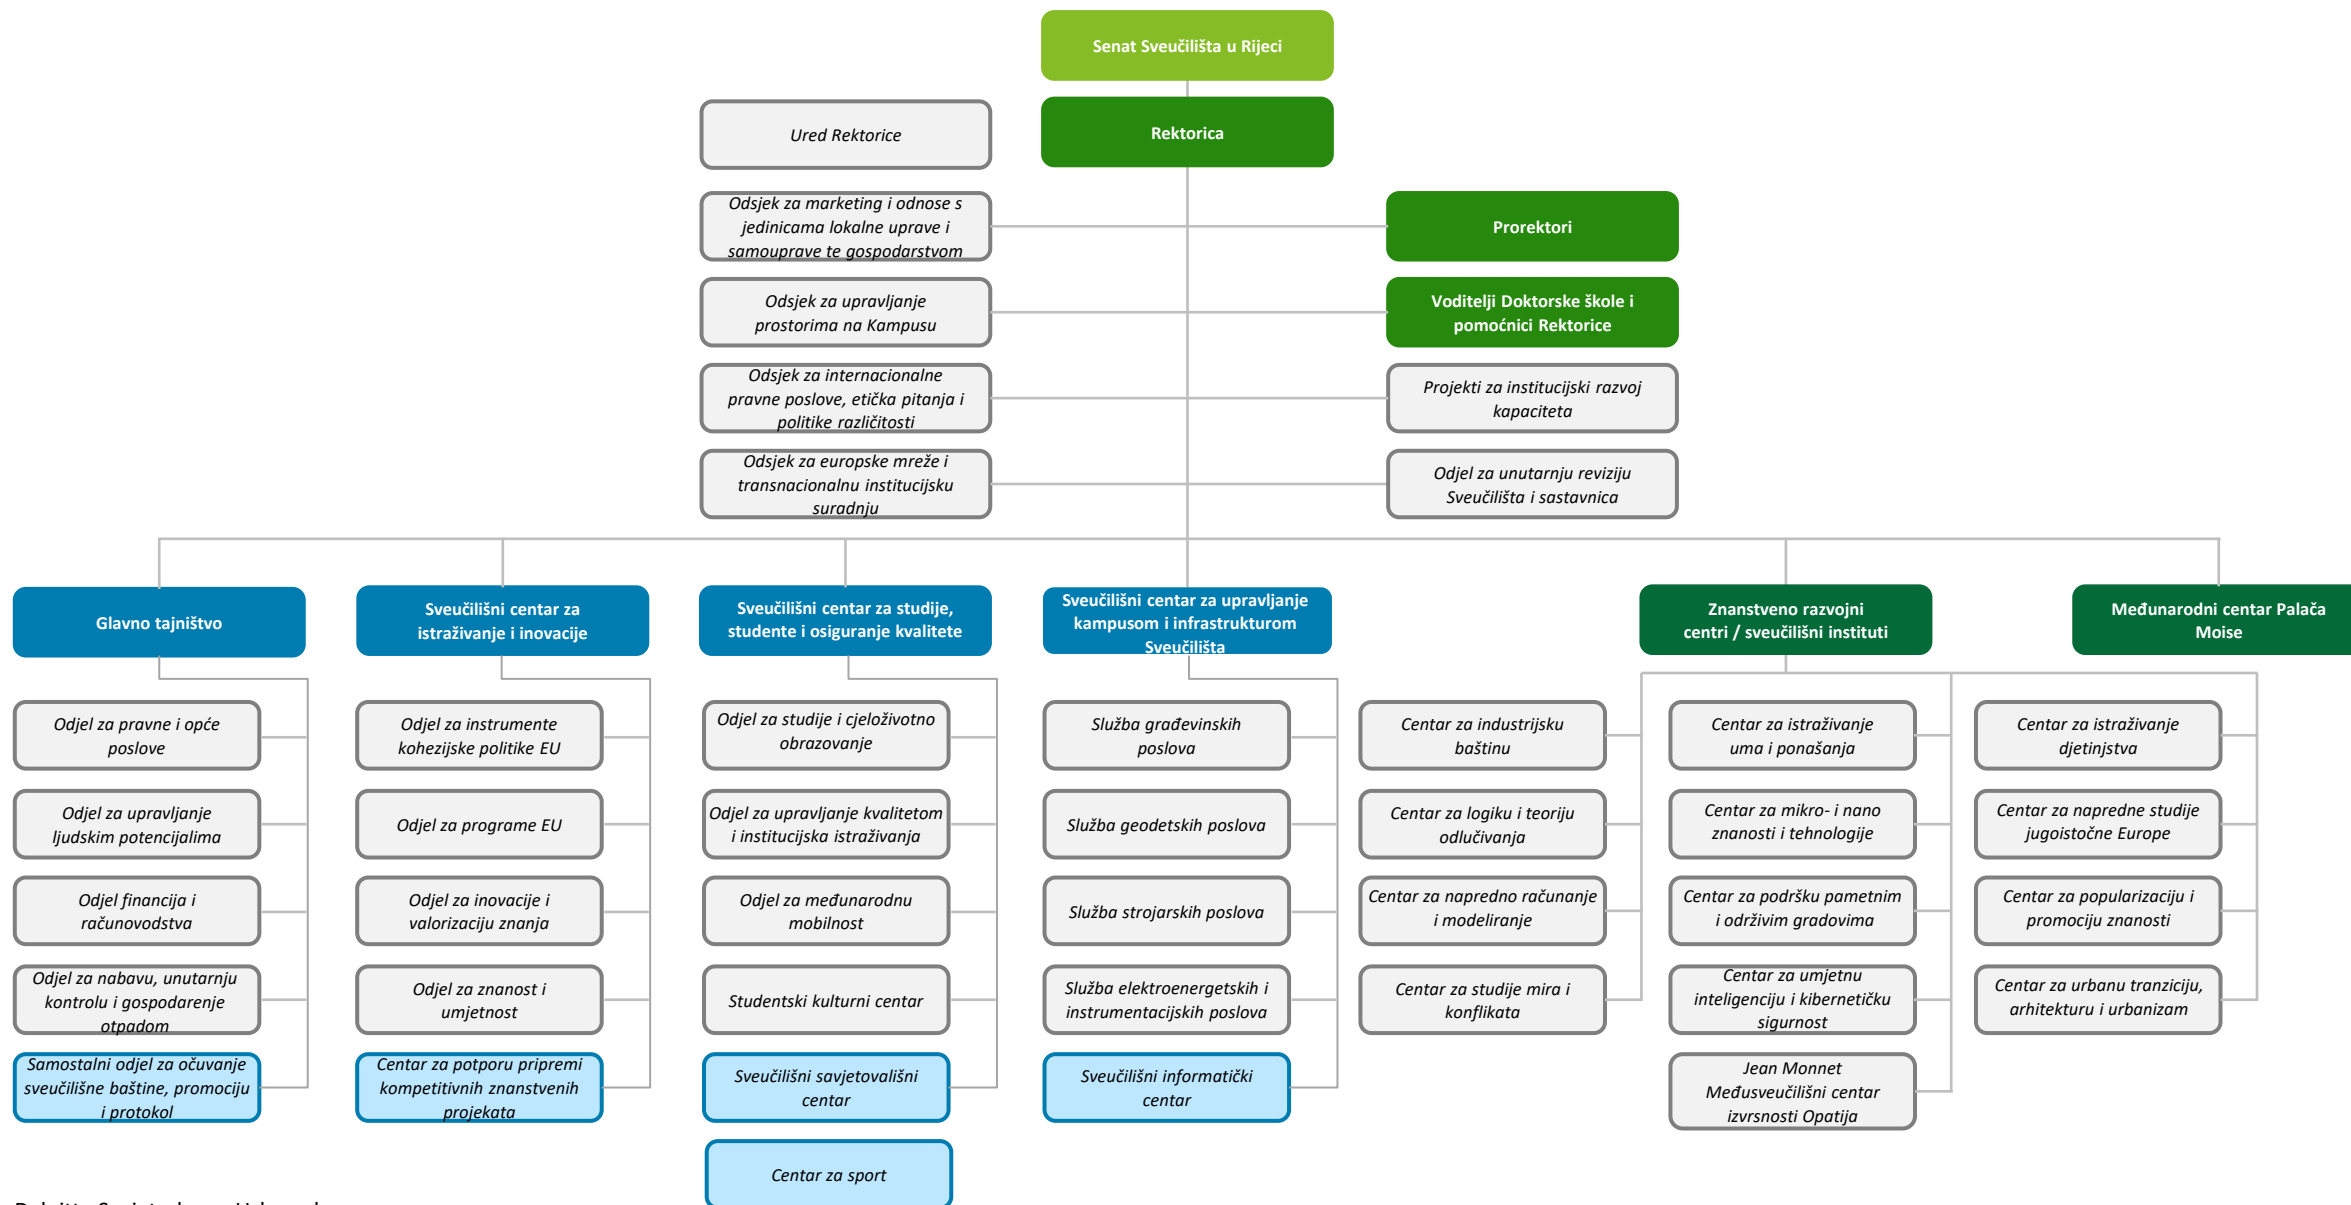 Senat Sveučilišta u Rijeci
Ured Rektorice
Rektorica
Odsjek za marketing i odnose s
jedinicama lokalne uprave i
samouprave te gospodarstvom
Prorektori
Odsjek za upravljanje
prostorima na Kampusu
Voditelji Doktorske škole i
pomoćnici Rektorice
Odsjek za internacionalne
pravne poslove, etička pitanja i
politike različitosti
Projekti za institucijski razvoj
kapaciteta
Odsjek za europske mreže i
transnacionalnu institucijsku
suradnju
Odjel za unutarnju reviziju
Sveučilišta i sastavnica
Glavno tajništvo
Sveučilišni centar za
istraživanje i inovacije
Sveučilišni centar za studije,
studente i osiguranje kvalitete
Sveučilišni centar za upravljanje
kampusom i infrastrukturom
Sveučilišta
Znanstveno razvojni
centri / sveučilišni instituti
Međunarodni centar Palača
Moise
Odjel za pravne i opće
poslove
Odjel za instrumente
kohezijske politike EU
Odjel za studije i cjeloživotno
obrazovanje
Služba građevinskih
poslova
Centar za industrijsku
baštinu
Centar za istraživanje
uma i ponašanja
Centar za istraživanje
djetinjstva
Odjel za upravljanje
ljudskim potencijalima
Odjel za programe EU
Odjel za upravljanje kvalitetom
i institucijska istraživanja
Služba geodetskih poslova
Centar za logiku i teoriju
odlučivanja
Centar za mikro- i nano
znanosti i tehnologije
Centar za napredne studije
jugoistočne Europe
Odjel financija i
računovodstva
Odjel za inovacije i
valorizaciju znanja
Odjel za međunarodnu
mobilnost
Služba strojarskih poslova
Centar za napredno računanje
i modeliranje
Centar za podršku pametnim
i održivim gradovima
Centar za popularizaciju i
promociju znanosti
Odjel za nabavu, unutarnju
kontrolu i gospodarenje
otpadom
Odjel za znanost i
umjetnost
Studentski kulturni centar
Služba elektroenergetskih i
instrumentacijskih poslova
Centar za studije mira i
konflikata
Centar za umjetnu
inteligenciju i kibernetičku
sigurnost
Centar za urbanu tranziciju,
arhitekturu i urbanizam
Samostalni odjel za očuvanje
sveučilišne baštine, promociju
i protokol
Centar za potporu pripremi
kompetitivnih znanstvenih
projekata
Sveučilišni savjetovališni
centar
Sveučilišni informatički
centar
Jean Monnet
Međusveučilišni centar
izvrsnosti Opatija
Centar za sport